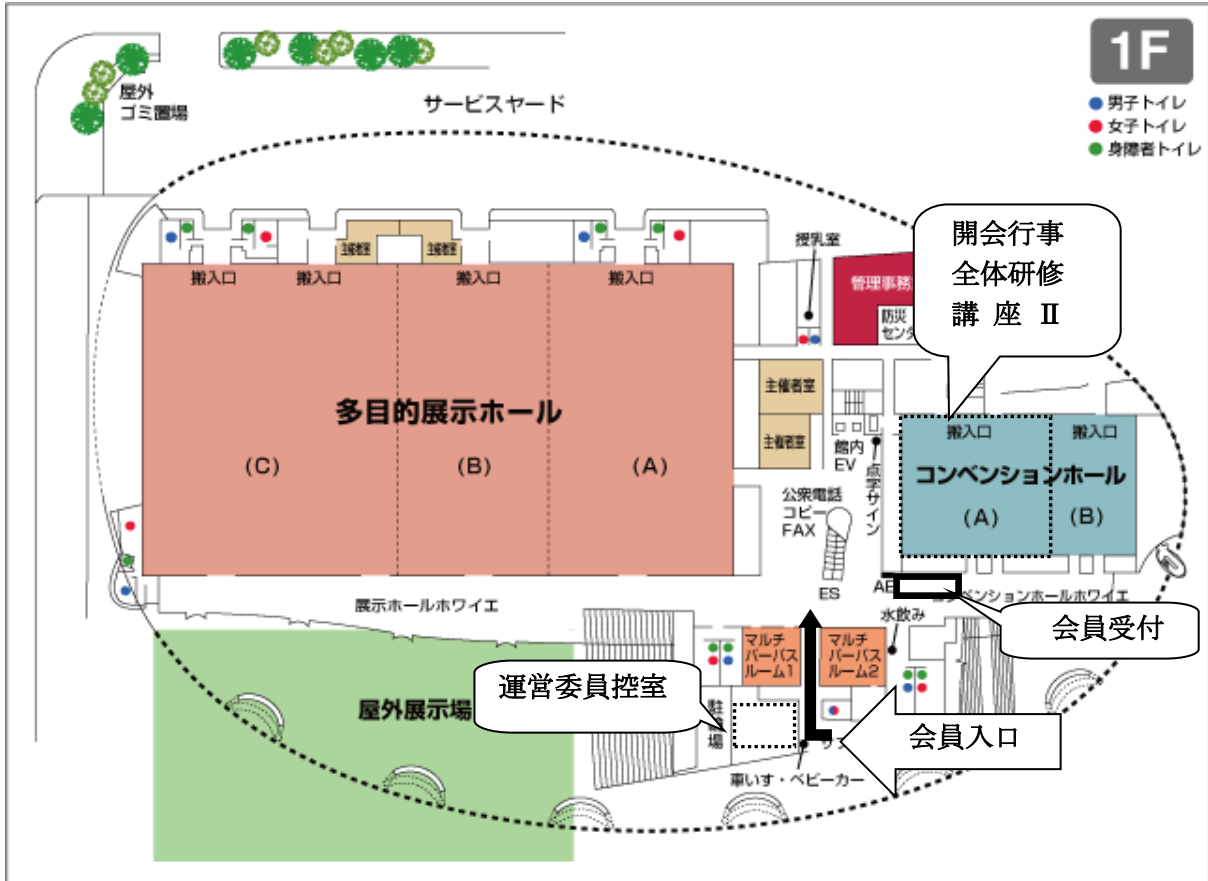 1F
男子トイレ
女子トイレ
身障者トイレ
屋外
ゴミ置場
サービスヤード
主催者室
主催者室
搬入口
搬入口
搬入口
搬入口
授乳室
管理事務
防災
センタ
開会行事
全体研修
講 座 Ⅱ
多目的展示ホール
(C)
(B)
(A)
主催者室
主催者室
館内
EV
点字サイン
公衆電話
コピー
FAX
ES
搬入口
搬入口
コンベンションホール
(A)
(B)
AE
コンベンションホールホワイエ
会員受付
水飲み
展示ホールホワイエ
マルチ
パーパス
ルーム1
マルチ
パーパス
ルーム2
運営委員控室
屋外展示場
駐輪場
会員入口
車いす・ベビーカー